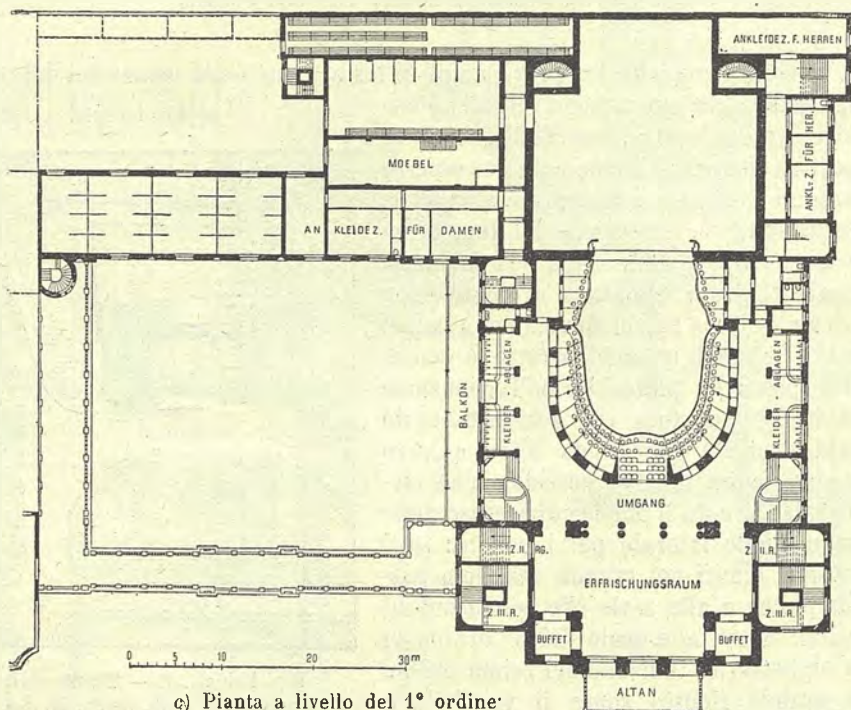 ANKLEIDE Z. F. HERREN
ANKL. Z. FÜR HER.
MOEBEL
AN KLEIDE Z. FÜR DAMEN
BALKON
KLEIDER ABLAGEN
KLEIDER ABLAGEN
UMGANG
Z. II. RG.
Z. II. R.
ERFRISCHUNGSRAUM
Z. III. R.
Z. III. R.
BUFFET
BUFFET
ALTAN
0 5 10 20 30 m
c) Pianta a livello del 1° ordine.